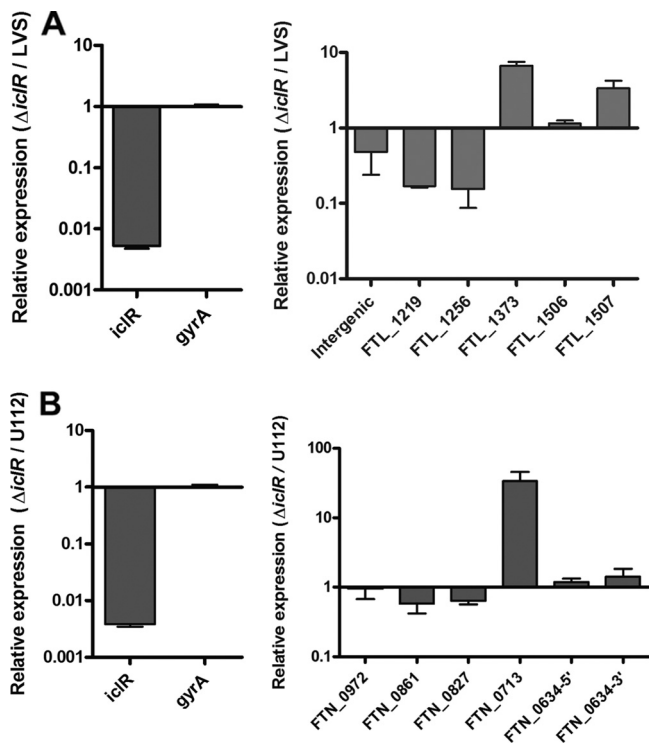 A
Relative expression (ΔiclR / LVS)
10
1
0.1
0.01
0.001
iclR
gyrA
Relative expression (ΔiclR / LVS)
10
1
0.1
0.01
Intergenic
FTL_1219
FTL_1256
FTL_1373
FTL_1506
FTL_1507
B
Relative expression (ΔiclR / U112)
10
1
0.1
0.01
0.001
iclR
gyrA
Relative expression (ΔiclR / U112)
100
10
1
0.1
FTN_0972
FTN_0861
FTN_0827
FTN_0713
FTN_0634-5'
FTN_0634-3'